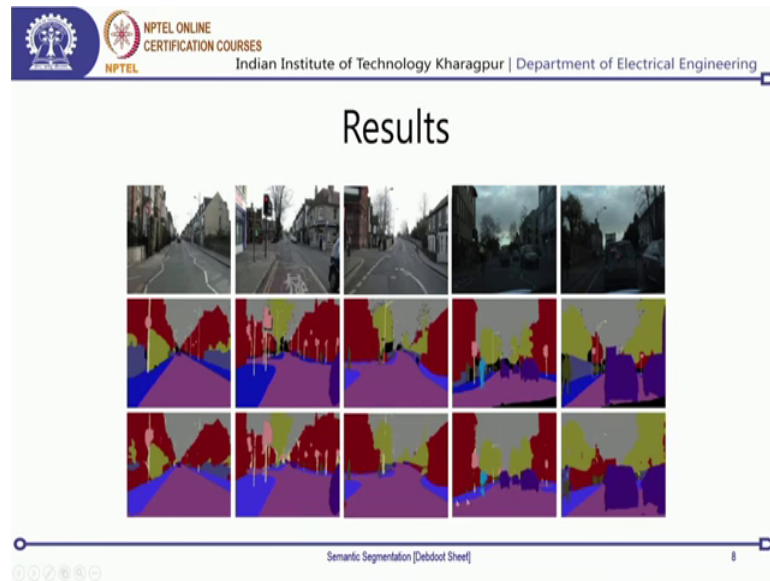 NPTEL ONLINE
CERTIFICATION COURSES
NPTEL
Indian Institute of Technology Kharagpur | Department of Electrical Engineering
Results
Semantic Segmentation [Debdoot Sheet]
8